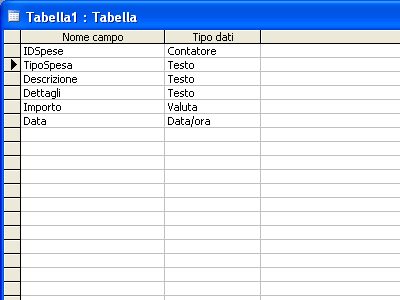 Tabella1 : Tabella
Nome campo Tipo dati
IDSpese Contatore
TipoSpesa Testo
Descrizione Testo
Dettagli Testo
Importo Valuta
Data Data/ora